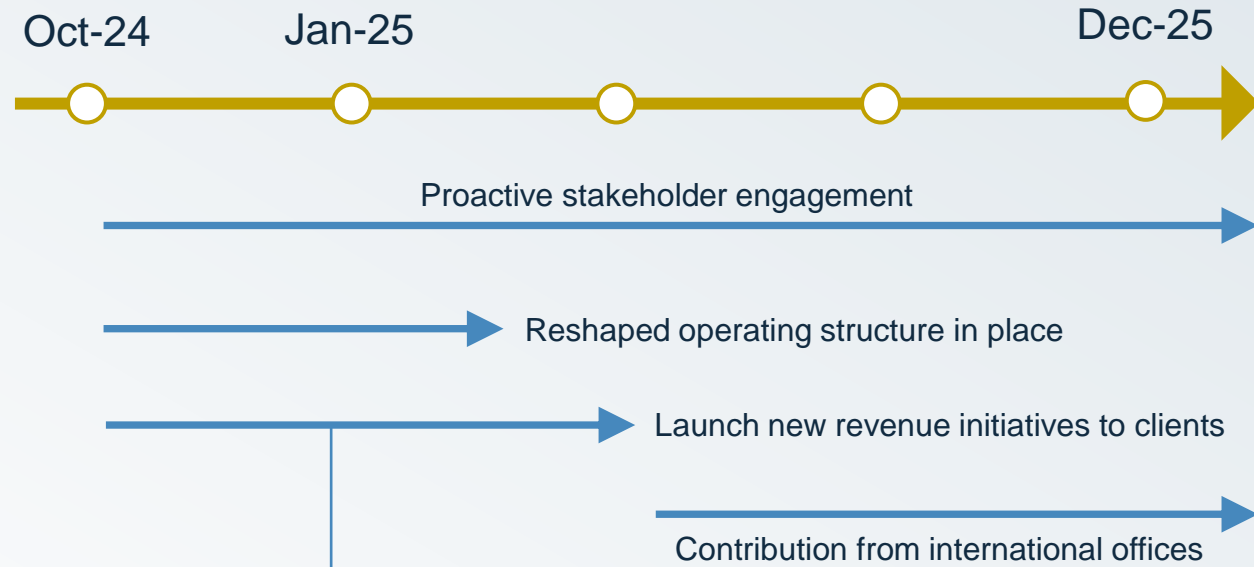 Oct-24
Jan-25
Dec-25
Proactive stakeholder engagement
Reshaped operating structure in place
Launch new revenue initiatives to clients
Contribution from international offices